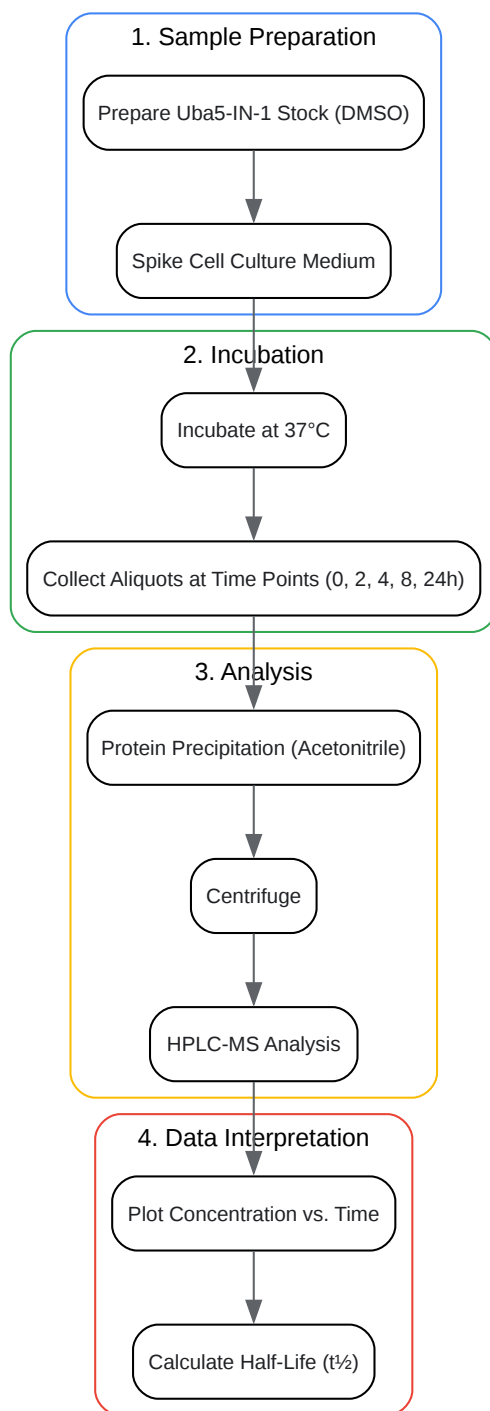 1. Sample Preparation
Prepare Uba5-IN-1 Stock (DMSO)
Spike Cell Culture Medium
2. Incubation
Incubate at 37°C
Collect Aliquots at Time Points (0, 2, 4, 8, 24h)
3. Analysis
Protein Precipitation (Acetonitrile)
Centrifuge
HPLC-MS Analysis
4. Data Interpretation
Plot Concentration vs. Time
Calculate Half-Life (t½)